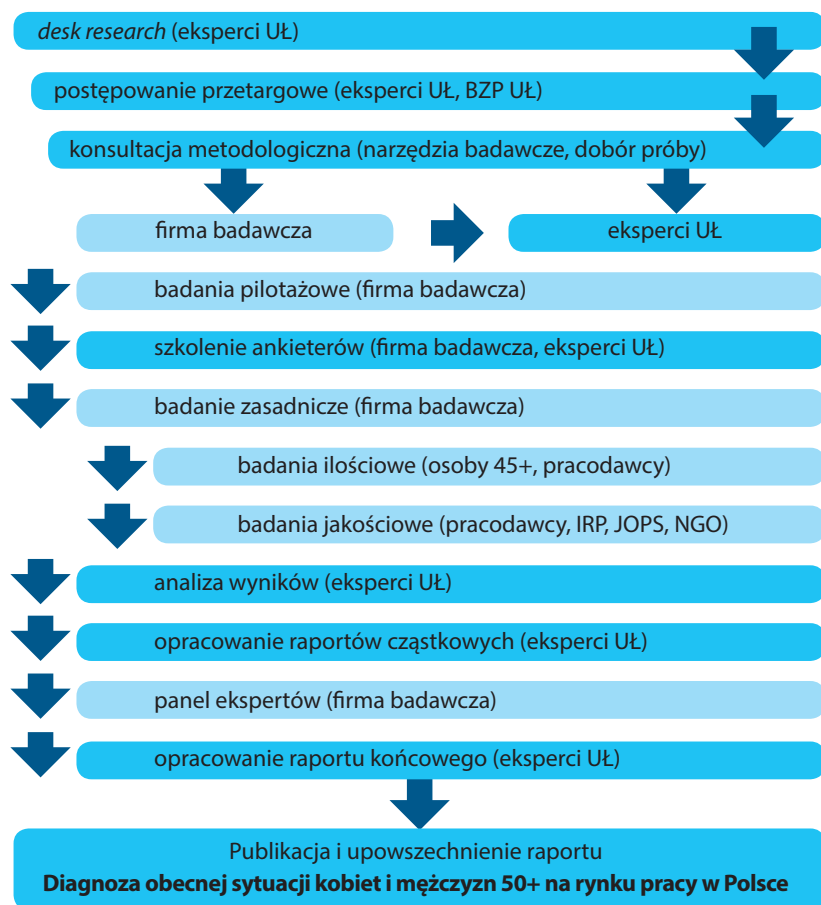 desk research (eksperci UŁ)
postępowanie przetargowe (eksperci UŁ, BZP UŁ)
konsultacja metodologiczna (narzędzia badawcze, dobór próby)
firma badawcza
eksperci UŁ
badania pilotażowe (firma badawcza)
szkolenie ankieterów (firma badawcza, eksperci UŁ)
badanie zasadnicze (firma badawcza)
badania ilościowe (osoby 45+, pracodawcy)
badania jakościowe (pracodawcy, IRP, JOPS, NGO)
analiza wyników (eksperci UŁ)
opracowanie raportów cząstkowych (eksperci UŁ)
panel ekspertów (firma badawcza)
opracowanie raportu końcowego (eksperci UŁ)
Publikacja i upowszechnienie raportu
Diagnoza obecnej sytuacji kobiet i mężczyzn 50+ na rynku pracy w Polsce